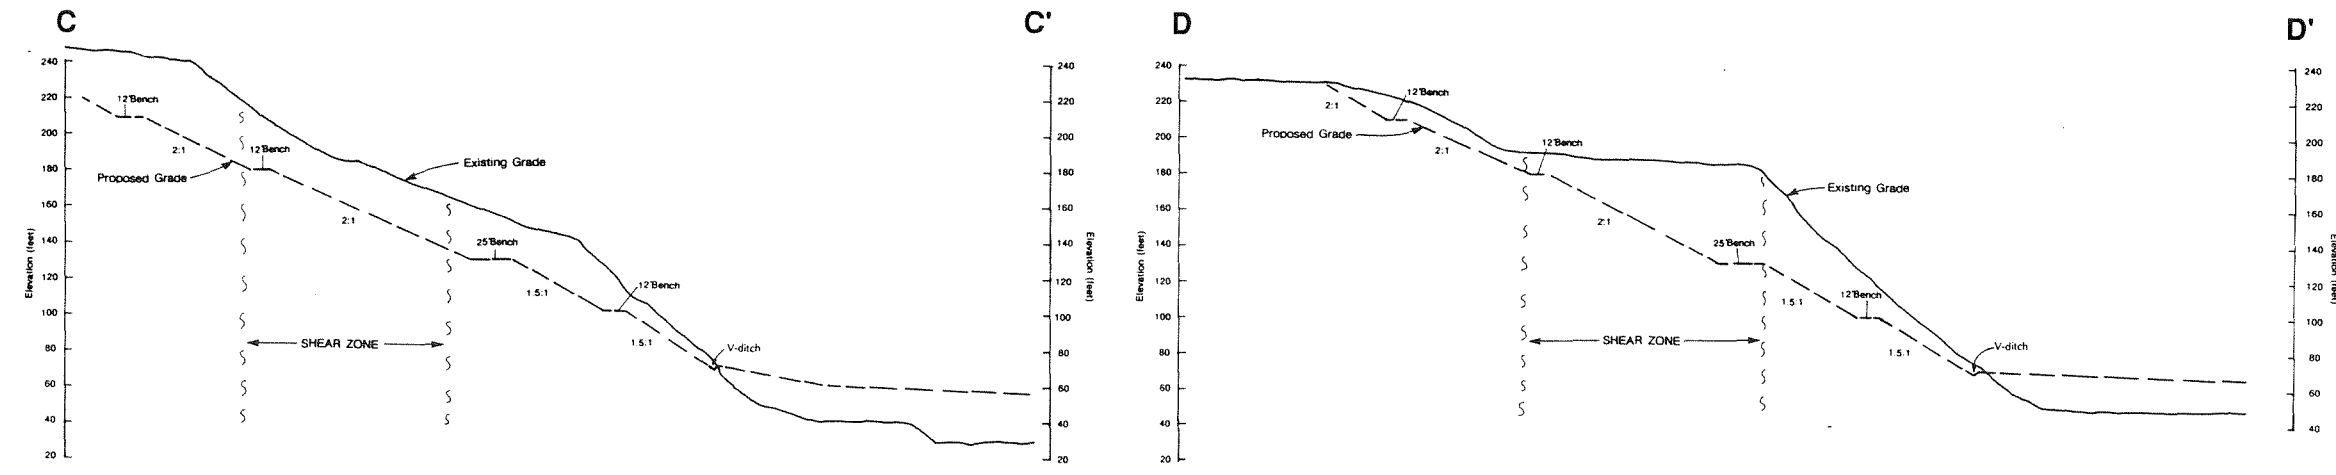 C
C'
240
220
200
180
160
140
120
100
80
60
40
20
Elevation (feet)
12'Bench
2:1
12'Bench
Proposed Grade
Existing Grade
2:1
25'Bench
1.5:1
12'Bench
1.5:1
V-ditch
SHEAR ZONE
240
220
200
180
160
140
120
100
80
60
40
20
Elevation (feet)
D
D'
240
220
200
180
160
140
120
100
80
60
40
20
Elevation (feet)
12'Bench
2:1
Proposed Grade
2:1
12'Bench
Existing Grade
2:1
25'Bench
1.5:1
12'Bench
1.5:1
V-ditch
SHEAR ZONE
240
220
200
180
160
140
120
100
80
60
40